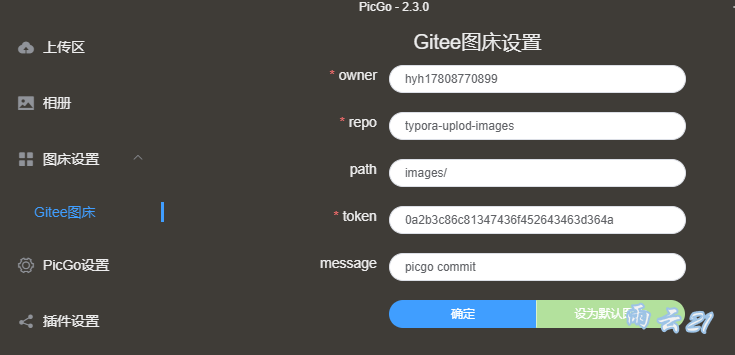 PicGo - 2.3.0
上传区
相册
图床设置
Gitee图床
PicGo设置
插件设置
Gitee图床设置
* owner
hyh17808770899
* repo
typora-uplod-images
path
images/
* token
0a2b3c86c81347436f452643463d364a
message
picgo commit
确定
设为默认图
雨云21